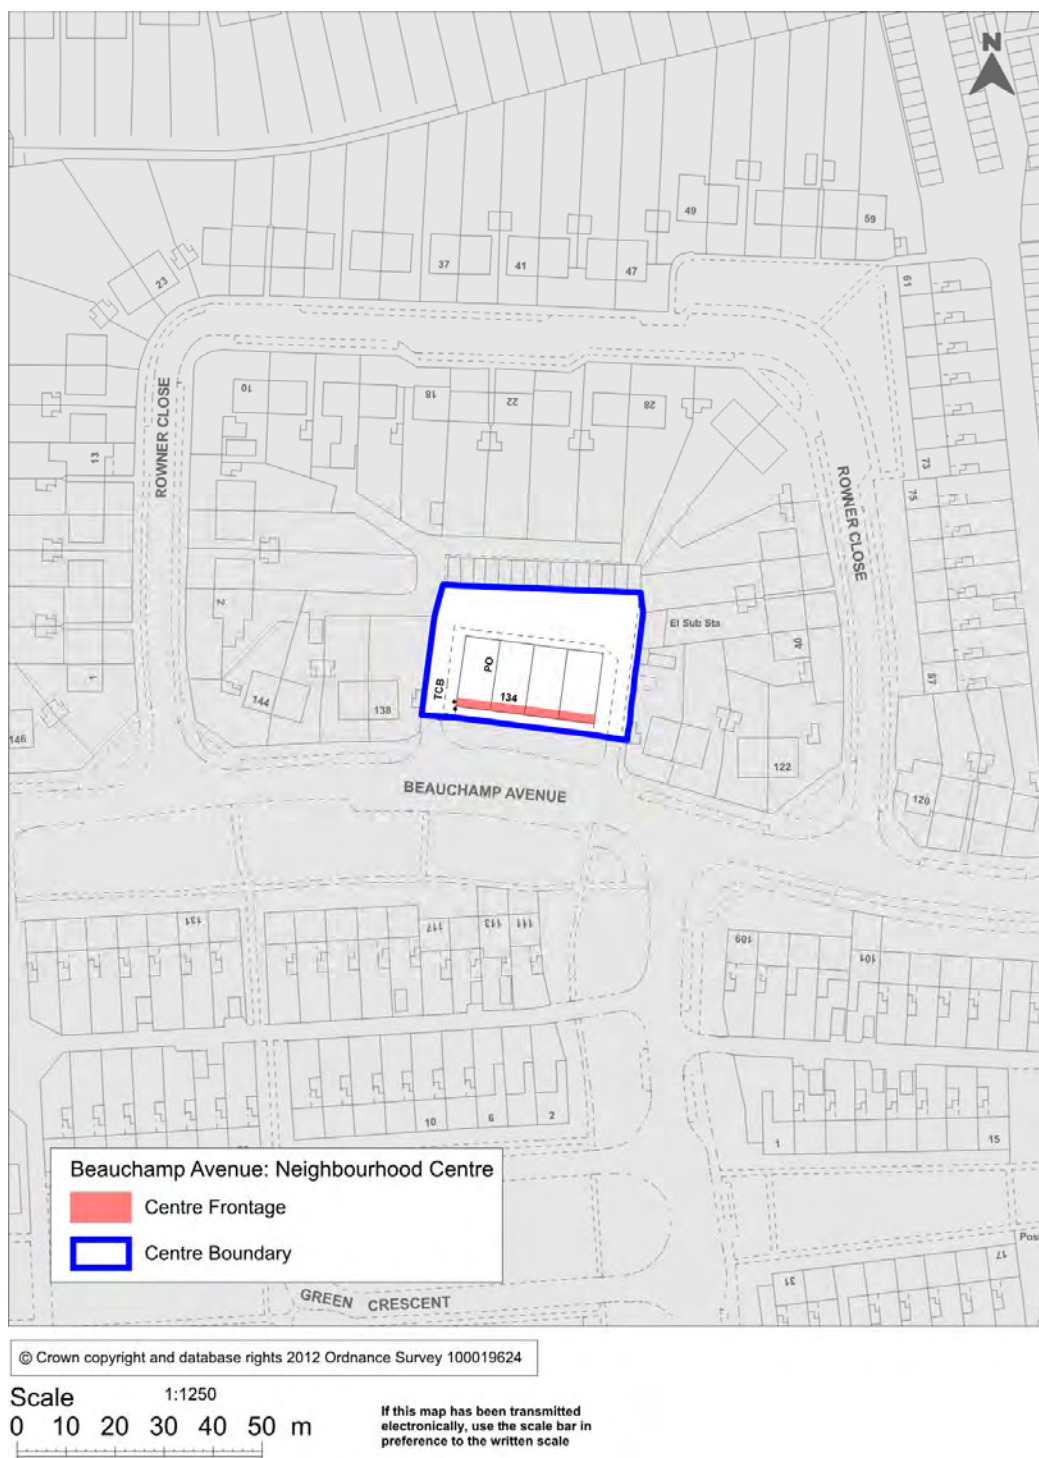 N
49
59
37
41
47
23
61
10
18
22
28
ROWNER CLOSE
13
ROWNER CLOSE
73
75
2
El Sub Sta
40
PO
TCB
134
1
144
138
87
146
122
BEAUCHAMP AVENUE
120
131
117
113
111
109
101
10
6
2
1
15
Beauchamp Avenue: Neighbourhood Centre
Centre Frontage
Centre Boundary
17
31
GREEN CRESCENT
© Crown copyright and database rights 2012 Ordnance Survey 100019624
Scale 1:1250
0 10 20 30 40 50 m
If this map has been transmitted
electronically, use the scale bar in
preference to the written scale